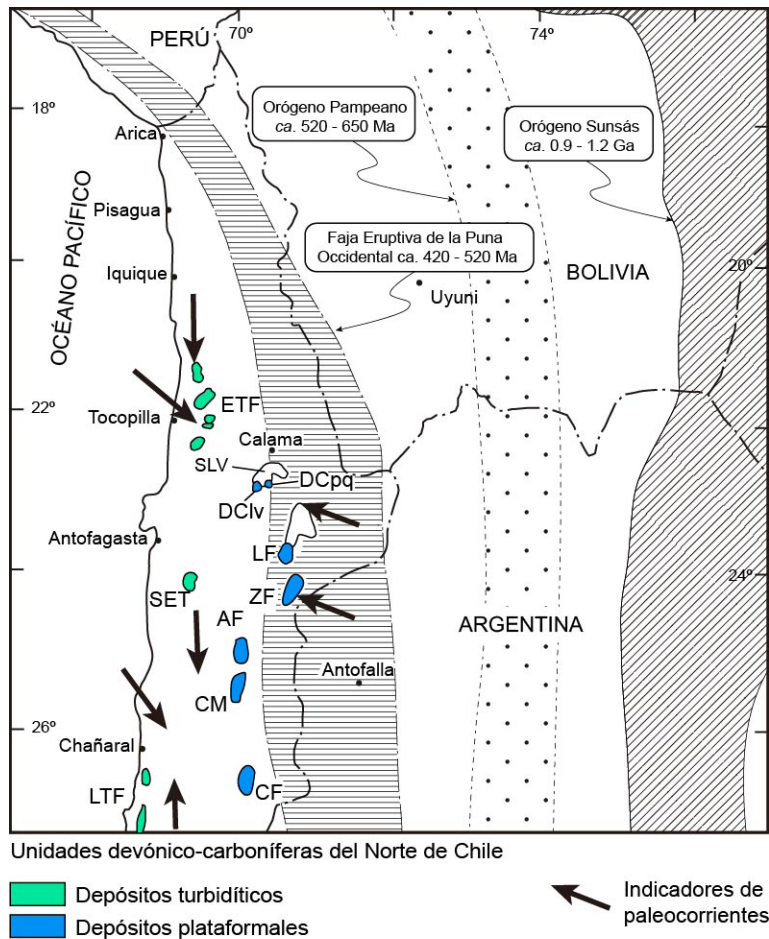 70º
74º
PERÚ
18º
Orógeno Pampeano
ca. 520 - 650 Ma
Orógeno Sunsás
ca. 0.9 - 1.2 Ga
Arica
Pisagua
OCÉANO PACÍFICO
Faja Eruptiva de la Puna
Occidental ca. 420 - 520 Ma
Iquique
BOLIVIA
20º
Uyuni
22º
ETF
Tocopilla
Calama
SLV
DCpq
DClv
Antofagasta
LF
SET
ZF
24º
AF
ARGENTINA
Antofalla
CM
26º
Chañaral
LTF
CF
Unidades devónico-carboníferas del Norte de Chile
Depósitos turbidíticos
Depósitos plataformales
Indicadores de
paleocorrientes